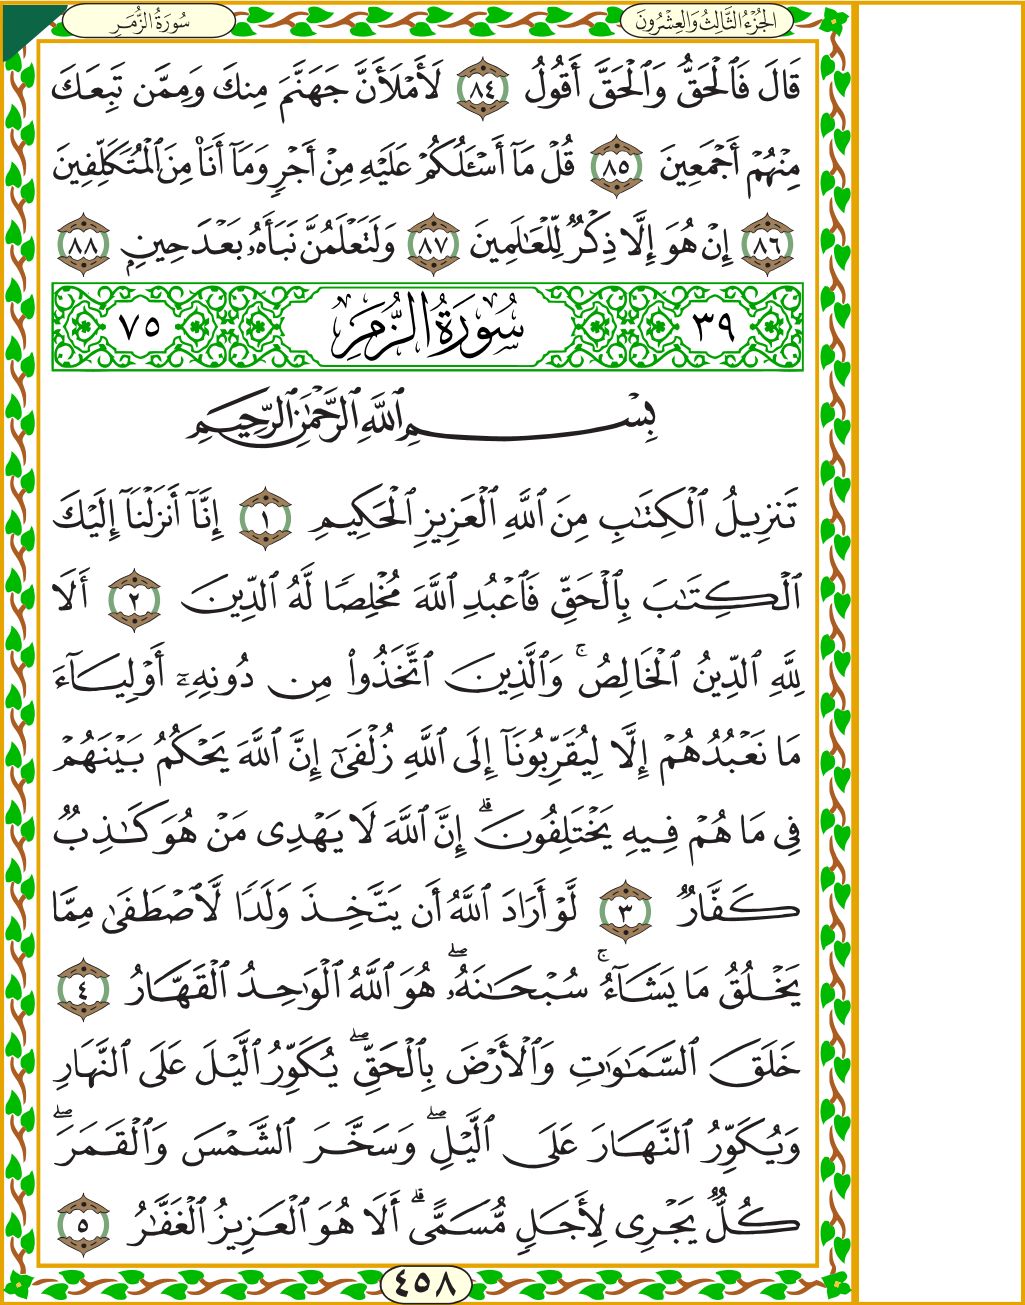 سُورَةُ الزُّمَرِ
الجُزْءُ الثَّالِثُ وَالعِشْرُونَ
قَالَ فَٱلْحَقُّ وَٱلْحَقَّ أَقُولُ ٨٤ لَأَمْلَأَنَّ جَهَنَّمَ مِنكَ وَمِمَّن تَبِعَكَ
مِنْهُمْ أَجْمَعِينَ ٨٥ قُلْ مَآ أَسْـَٔلُكُمْ عَلَيْهِ مِنْ أَجْرٍ وَمَآ أَنَا۠ مِنَ ٱلْمُتَكَلِّفِينَ
٨٦ إِنْ هُوَ إِلَّا ذِكْرٌ لِّلْعَـٰلَمِينَ ٨٧ وَلَتَعْلَمُنَّ نَبَأَهُۥ بَعْدَ حِينٍۭ ٨٨
٣٩ سُورَةُ الزُّمَرِ ٧٥
بِسْمِ ٱللَّهِ ٱلرَّحْمَـٰنِ ٱلرَّحِيمِ
تَنزِيلُ ٱلْكِتَـٰبِ مِنَ ٱللَّهِ ٱلْعَزِيزِ ٱلْحَكِيمِ ١ إِنَّآ أَنزَلْنَآ إِلَيْكَ
ٱلْكِتَـٰبَ بِٱلْحَقِّ فَٱعْبُدِ ٱللَّهَ مُخْلِصًا لَّهُ ٱلدِّينَ ٢ أَلَا
لِلَّهِ ٱلدِّينُ ٱلْخَالِصُ ۚ وَٱلَّذِينَ ٱتَّخَذُوا۟ مِن دُونِهِۦٓ أَوْلِيَآءَ
مَا نَعْبُدُهُمْ إِلَّا لِيُقَرِّبُونَآ إِلَى ٱللَّهِ زُلْفَىٰٓ إِنَّ ٱللَّهَ يَحْكُمُ بَيْنَهُمْ
فِى مَا هُمْ فِيهِ يَخْتَلِفُونَ ۗ إِنَّ ٱللَّهَ لَا يَهْدِى مَنْ هُوَ كَـٰذِبٌ
كَفَّارٌ ٣ لَّوْ أَرَادَ ٱللَّهُ أَن يَتَّخِذَ وَلَدًا لَّٱصْطَفَىٰ مِمَّا
يَخْلُقُ مَا يَشَآءُ ۚ سُبْحَـٰنَهُۥ ۖ هُوَ ٱللَّهُ ٱلْوَٰحِدُ ٱلْقَهَّارُ ٤
خَلَقَ ٱلسَّمَـٰوَٰتِ وَٱلْأَرْضَ بِٱلْحَقِّ ۖ يُكَوِّرُ ٱلَّيْلَ عَلَى ٱلنَّهَارِ
وَيُكَوِّرُ ٱلنَّهَارَ عَلَى ٱلَّيْلِ ۖ وَسَخَّرَ ٱلشَّمْسَ وَٱلْقَمَرَ ۖ
كُلٌّ يَجْرِى لِأَجَلٍ مُّسَمًّى ۗ أَلَا هُوَ ٱلْعَزِيزُ ٱلْغَفَّـٰرُ ٥
٤٥٨